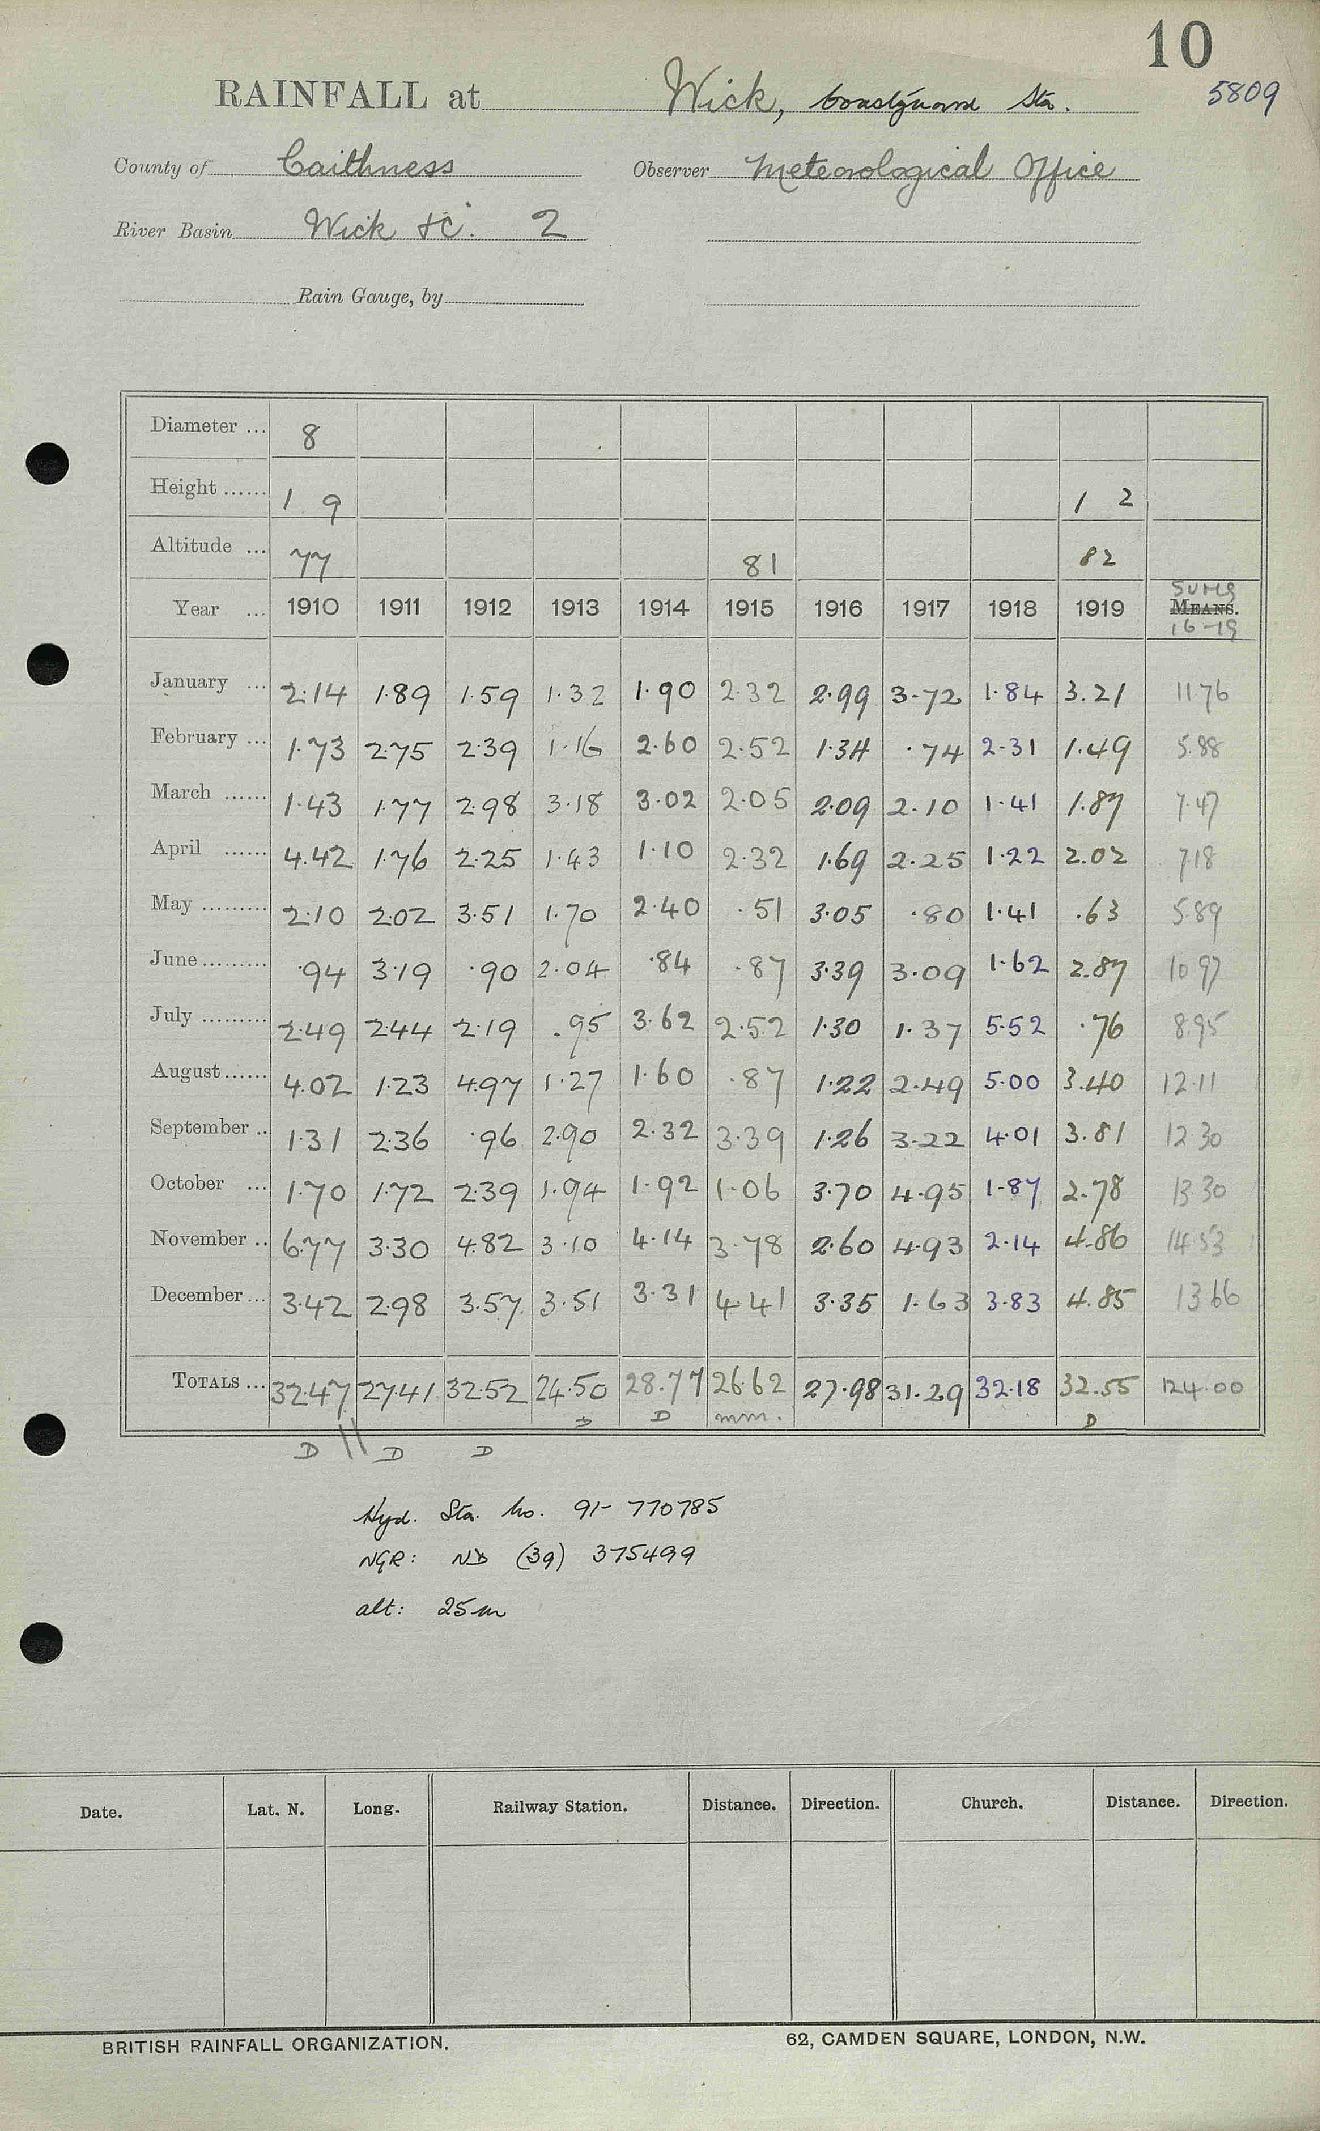 10
RAINFALL at Wick, Coastguard Sta. 5809
County of Caithness Observer Meteorological Office
River Basin Wick &c. 2
Rain Gauge, by
Diameter ... 8
Height ...... 1 9 1 2
Altitude ... 77 81 82
SUMS
Year ... 1910 1911 1912 1913 1914 1915 1916 1917 1918 1919 MEANS.
16-19
January ... 2.14 1.89 1.59 1.32 1.90 2.32 2.99 3.72 1.84 3.21 11 76
February ... 1.73 2.75 2.39 1.16 2.60 2.52 1.34 .74 2.31 1.49 5.88
March ...... 1.43 1.77 2.98 3.18 3.02 2.05 2.09 2.10 1.41 1.87 7.47
April ...... 4.42 1.76 2.25 1.43 1.10 2.32 1.69 2.25 1.22 2.02 7 18
May ......... 2.10 2.02 3.51 1.70 2.40 .51 3.05 .80 1.41 .63 5.89
June ......... .94 3.19 .90 2.04 .84 .87 3.39 3.09 1.62 2.87 10 97
July ......... 2.49 2.44 2.19 .95 3.62 2.52 1.30 1.37 5.52 .76 8.95
August ...... 4.02 1.23 4.97 1.27 1.60 .87 1.22 2.49 5.00 3.40 12.11
September .. 1.31 2.36 .96 2.90 2.32 3.39 1.26 3.22 4.01 3.81 12 30
October ... 1.70 1.72 2.39 1.94 1.92 1.06 3.70 4.95 1.87 2.78 13 30
November .. 6.77 3.30 4.82 3.10 4.14 3.78 2.60 4.93 2.14 4.86 14.53
December ... 3.42 2.98 3.57 3.51 3.31 4.41 3.35 1.63 3.83 4.85 13 66
TOTALS ... 32.47 27.41 32.52 24.50 28.77 26.62 27.98 31.29 32.18 32.55 124.00
D D mm. D
D D D
Hyd. Sta. No. 91- 770785
NGR: ND (39) 375499
alt: 25m
Date. Lat. N. Long. Railway Station. Distance. Direction. Church. Distance. Direction.
BRITISH RAINFALL ORGANIZATION. 62, CAMDEN SQUARE, LONDON, N.W.